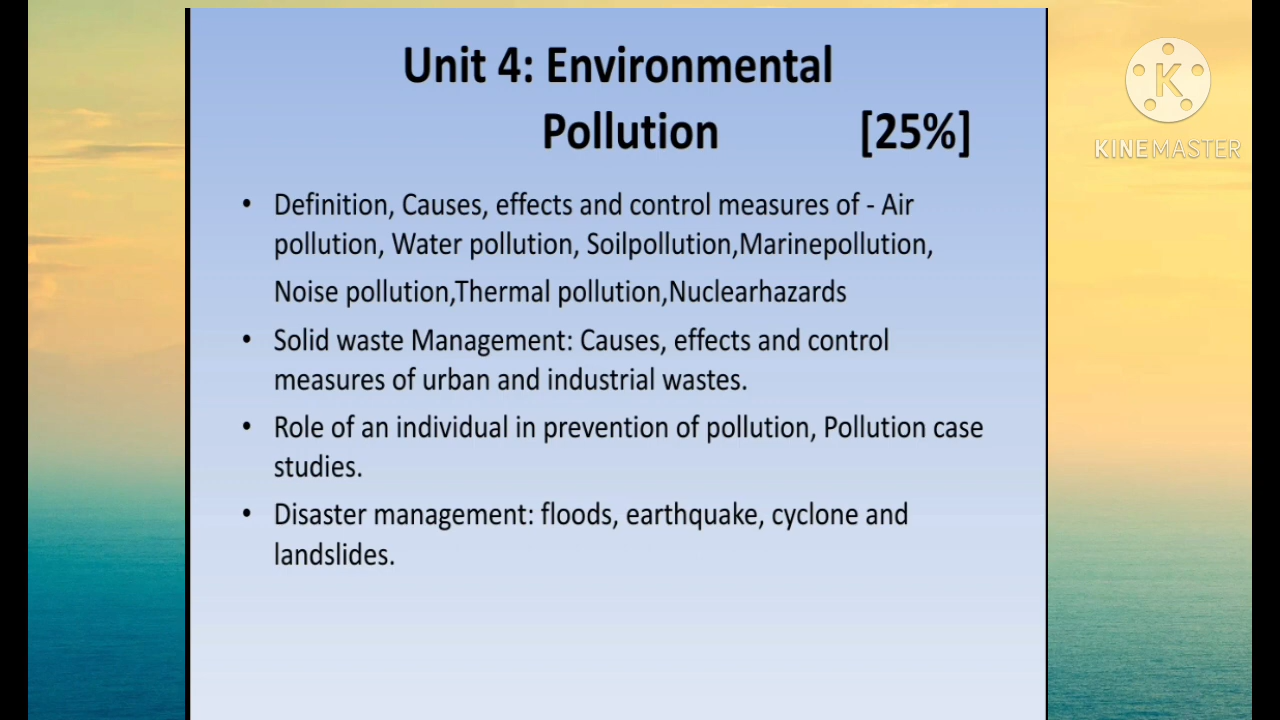 Unit 4: Environmental
Pollution [25%]
K
KINEMASTER
• Definition, Causes, effects and control measures of - Air
pollution, Water pollution, Soilpollution,Marinepollution,
Noise pollution,Thermal pollution,Nuclearhazards
• Solid waste Management: Causes, effects and control
measures of urban and industrial wastes.
• Role of an individual in prevention of pollution, Pollution case
studies.
• Disaster management: floods, earthquake, cyclone and
landslides.